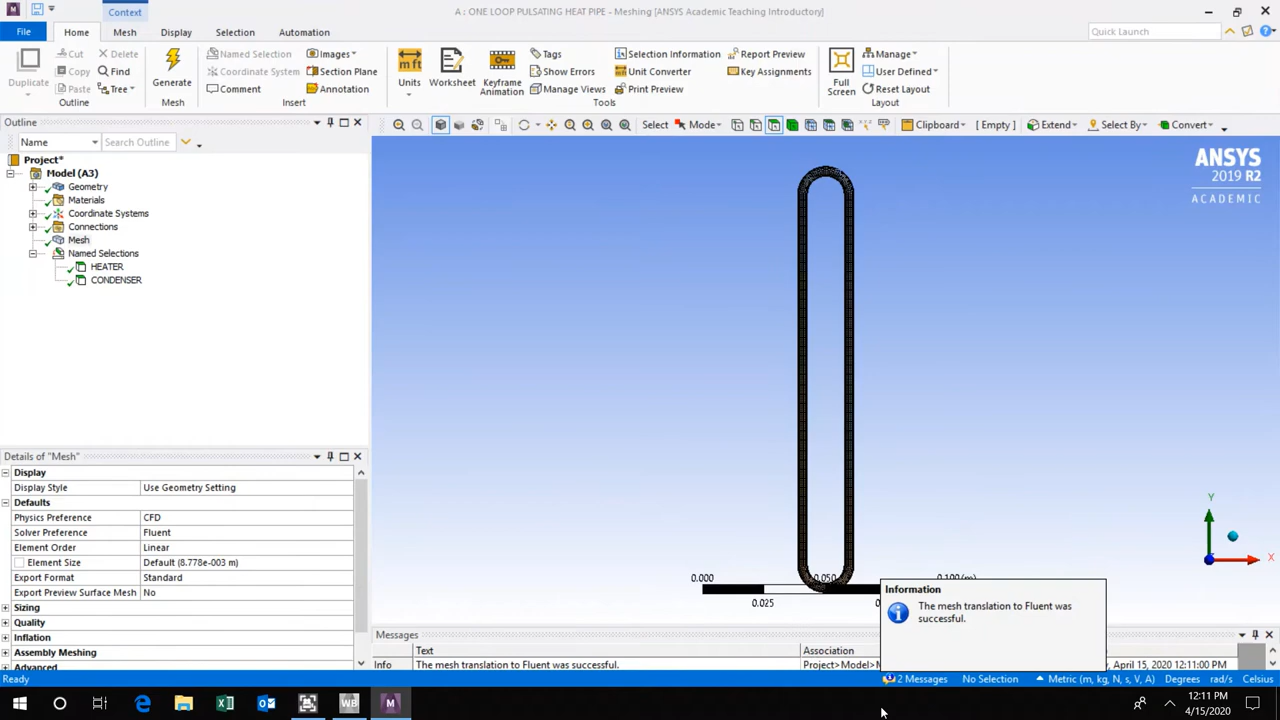 Context
A : ONE LOOP PULSATING HEAT PIPE - Meshing [ANSYS Academic Teaching Introductory]
File Home Mesh Display Selection Automation Quick Launch
Duplicate Cut Delete
Copy Find
Paste Tree
Outline
Generate
Mesh
Named Selection Images
Coordinate System Section Plane
Comment Annotation
Insert
Units Worksheet Keyframe Animation
Tags Selection Information Report Preview
Show Errors Unit Converter Key Assignments
Manage Views Print Preview
Tools
Full Screen
Manage
User Defined
Reset Layout
Layout
Outline
Name Search Outline
Select Mode Clipboard [ Empty ] Extend Select By Convert
Project*
Model (A3)
Geometry
Materials
Coordinate Systems
Connections
Mesh
Named Selections
HEATER
CONDENSER
ANSYS
2019 R2
ACADEMIC
Details of "Mesh"
Display
Display Style Use Geometry Setting
Defaults
Physics Preference CFD
Solver Preference Fluent
Element Order Linear
Element Size Default (8.778e-003 m)
Export Format Standard
Export Preview Surface Mesh No
Sizing
Quality
Inflation
Assembly Meshing
Advanced
Y
X
0.000 0.050 0.100 (m)
0.025
Information
The mesh translation to Fluent was
successful.
Messages
Text Association
Info The mesh translation to Fluent was successful. Project>Model>M April 15, 2020 12:11:00 PM
Ready 2 Messages No Selection Metric (m, kg, N, s, V, A) Degrees rad/s Celsius
WB
M
12:11 PM
4/15/2020